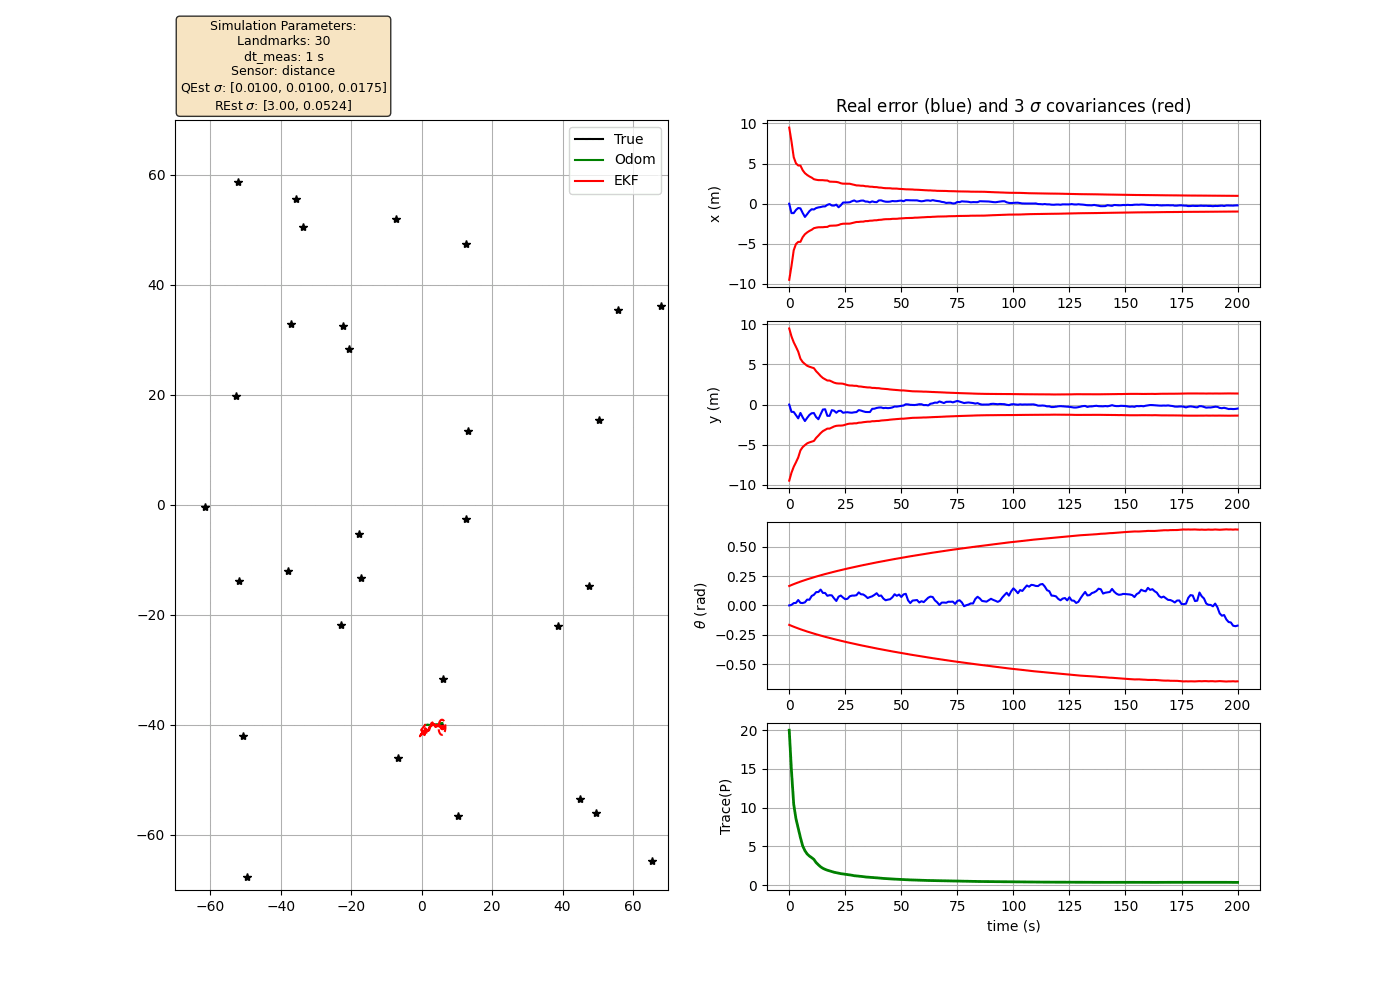 Simulation Parameters:
Landmarks: 30
dt_meas: 1 s
Sensor: distance
QEst σ: [0.0100, 0.0100, 0.0175]
REst σ: [3.00, 0.0524]
True
Odom
EKF
60
40
20
0
−20
−40
−60
−60 −40 −20 0 20 40 60
Real error (blue) and 3 σ covariances (red)
x (m)
10
5
0
−5
−10
0 25 50 75 100 125 150 175 200
y (m)
10
5
0
−5
−10
0 25 50 75 100 125 150 175 200
θ (rad)
0.50
0.25
0.00
−0.25
−0.50
0 25 50 75 100 125 150 175 200
Trace(P)
20
15
10
5
0
0 25 50 75 100 125 150 175 200
time (s)